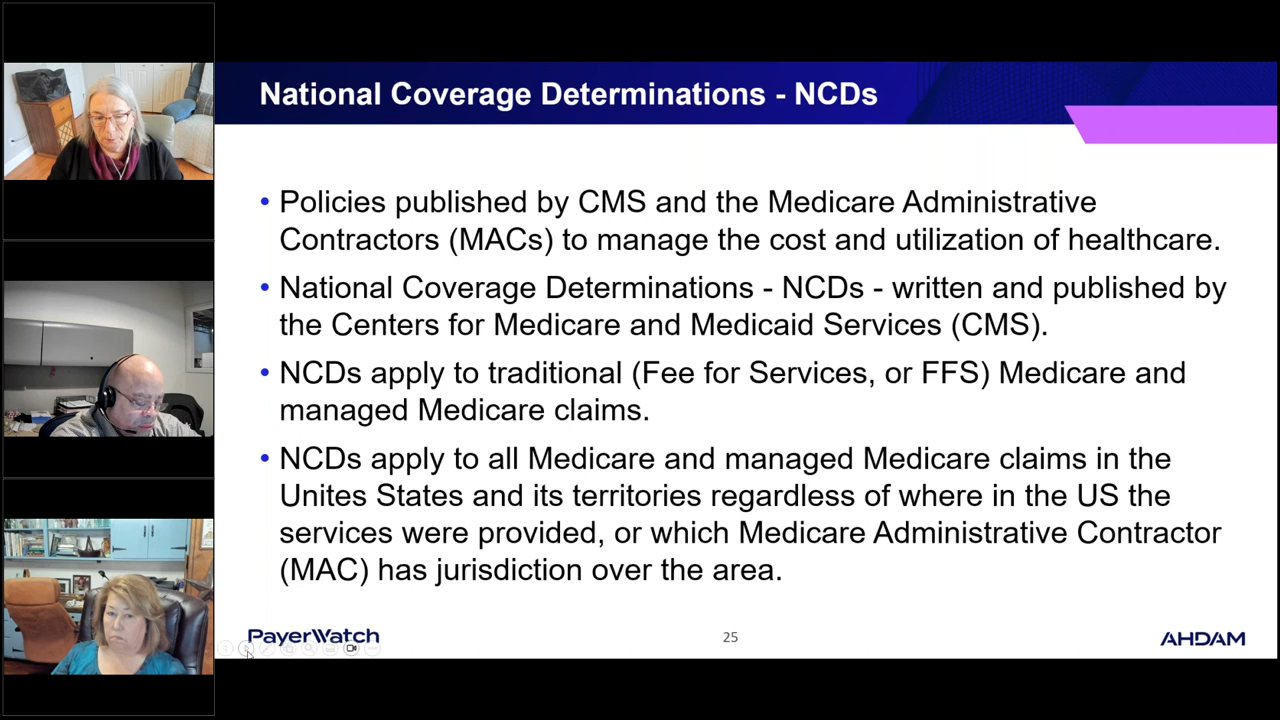 National Coverage Determinations - NCDs
• Policies published by CMS and the Medicare Administrative
Contractors (MACs) to manage the cost and utilization of healthcare.
• National Coverage Determinations - NCDs - written and published by
the Centers for Medicare and Medicaid Services (CMS).
• NCDs apply to traditional (Fee for Services, or FFS) Medicare and
managed Medicare claims.
• NCDs apply to all Medicare and managed Medicare claims in the
Unites States and its territories regardless of where in the US the
services were provided, or which Medicare Administrative Contractor
(MAC) has jurisdiction over the area.
PayerWatch
25
AHDAM